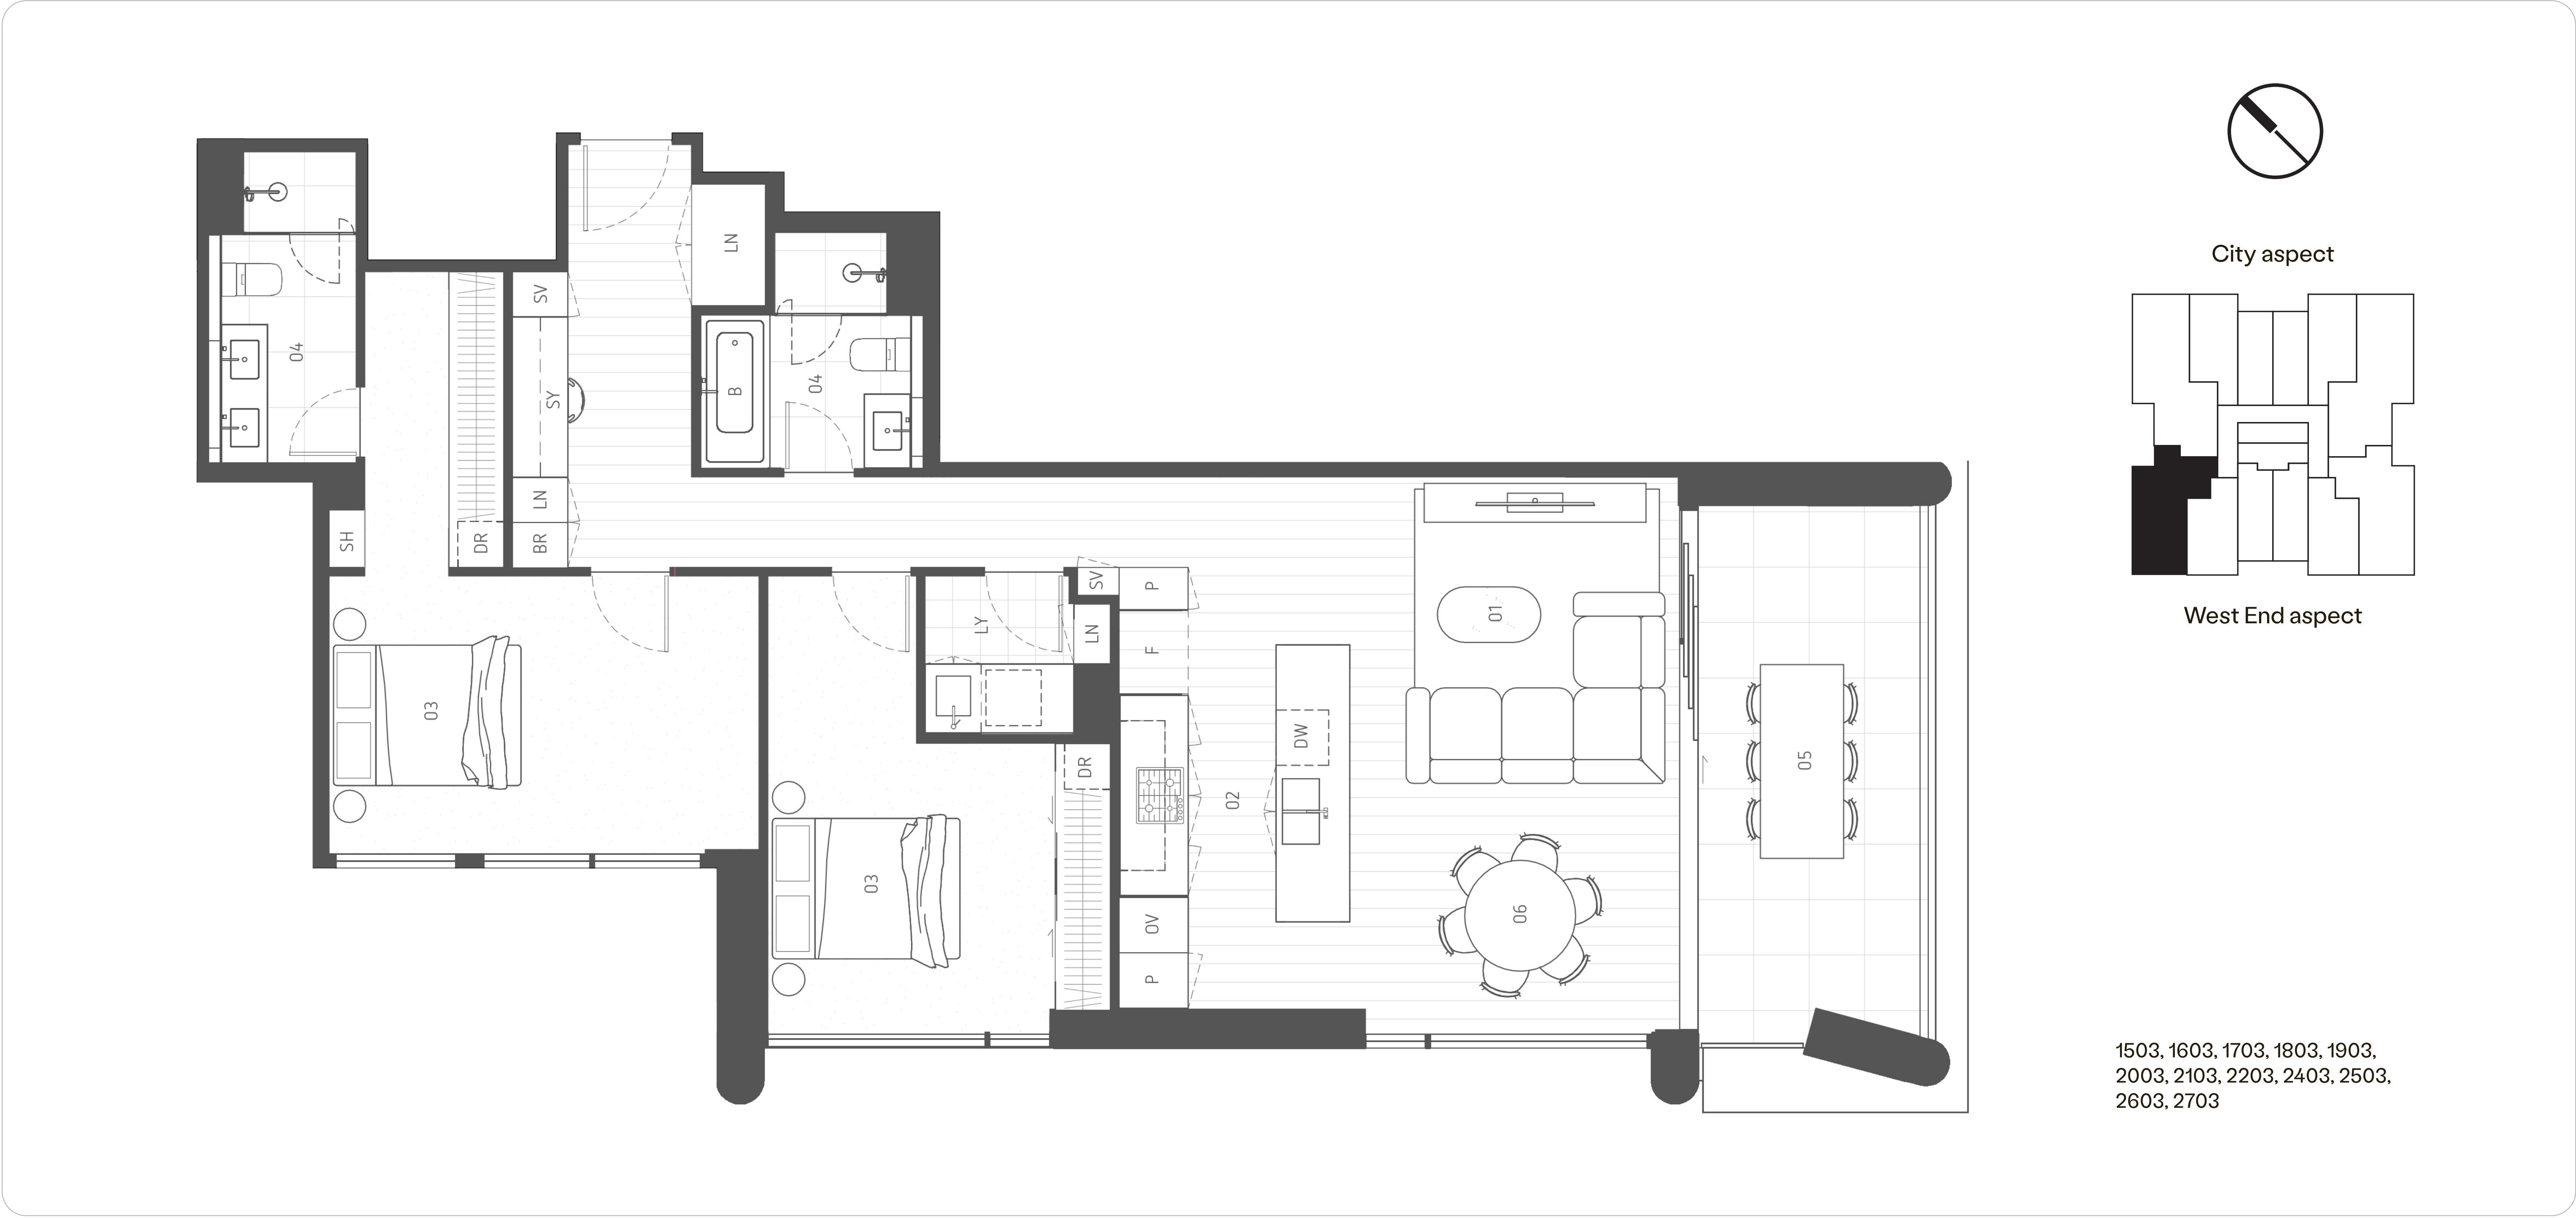 04
SH
DR
SV
SY
LN
BR
LN
B
04
03
03
LY
SV
LN
DR
P
F
02
OV
P
DW
01
06
05
City aspect
West End aspect
1503, 1603, 1703, 1803, 1903,
2003, 2103, 2203, 2403, 2503,
2603, 2703